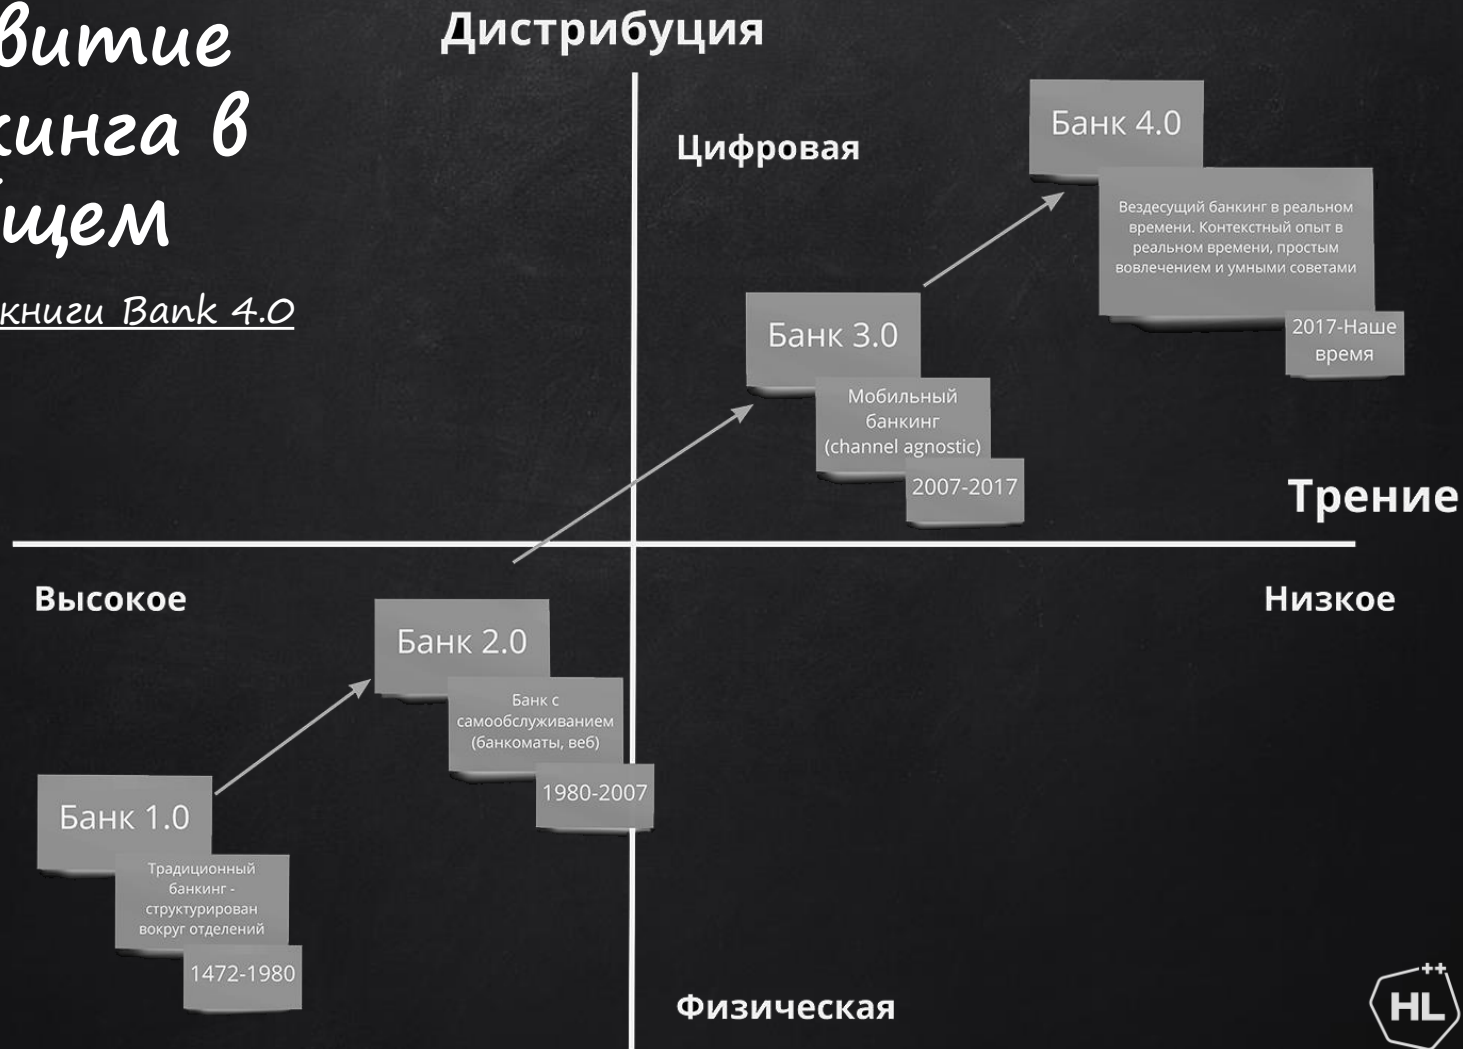 витие
кинга в
щем
книги Bank 4.0
Дистрибуция
Цифровая
Банк 4.0
Вездесущий банкинг в реальном
времени. Контекстный опыт в
реальном времени, простым
вовлечением и умными советами
2017-Наше
время
Банк 3.0
Мобильный
банкинг
(channel agnostic)
2007-2017
Трение
Высокое
Низкое
Банк 2.0
Банк с
самообслуживанием
(банкоматы, веб)
1980-2007
Банк 1.0
Традиционный
банкинг -
структурирован
вокруг отделений
1472-1980
Физическая
HL++